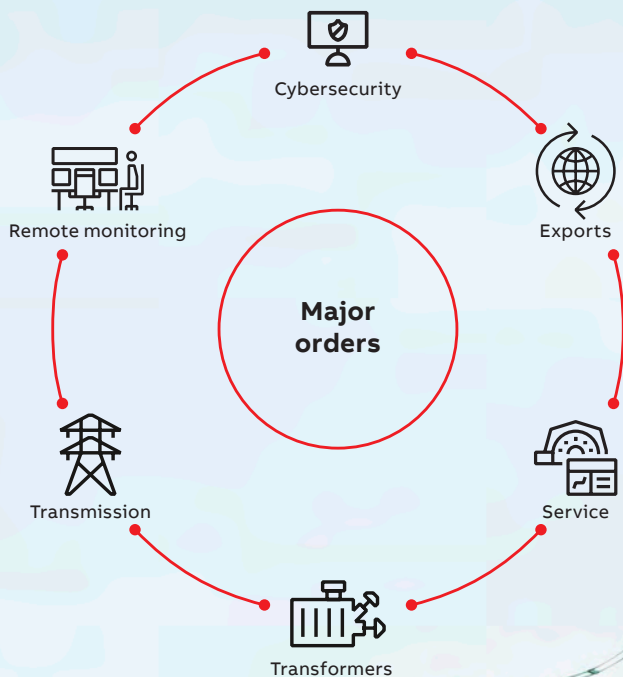 Cybersecurity
Remote monitoring
Exports
Major
orders
Transmission
Service
Transformers